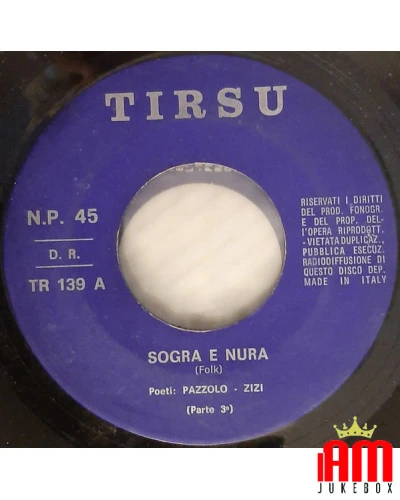 TIRSU
N.P. 45
D. R.
TR 139 A
RISERVATI I DIRITTI
DEL PROD. FONOGR.
E DEL PROP. DEL-
L'OPERA RIPRODOTT.
-VIETATA DUPLICAZ.
PUBBLICA ESECUZ.
RADIODIFFUSIONE DI
QUESTO DISCO DEP.
MADE IN ITALY
SOGRA E NURA
(Folk)
Poeti: PAZZOLO - ZIZI
(Parte 3ª)
I AM
JUKEBOX